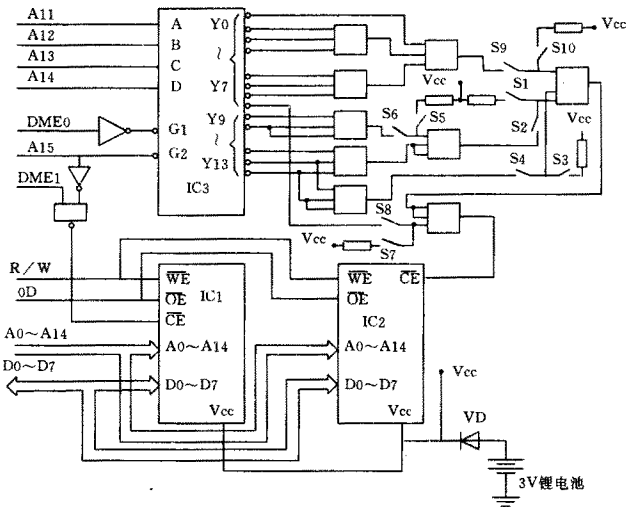 A11
A12
A13
A14
DME0
A15
DME1
A
B
C
D
G1
G2
Y0
~
Y7
Y9
~
Y13
IC3
S9
S10
Vcc
Vcc
S1
S6
S5
S2
Vcc
S4
S3
S8
Vcc
S7
R/W
0D
A0~A14
D0~D7
WE
OE
CE
IC1
A0~A14
D0~D7
Vcc
WE
CE
OE
IC2
A0~A14
D0~D7
Vcc
Vcc
VD
3V锂电池